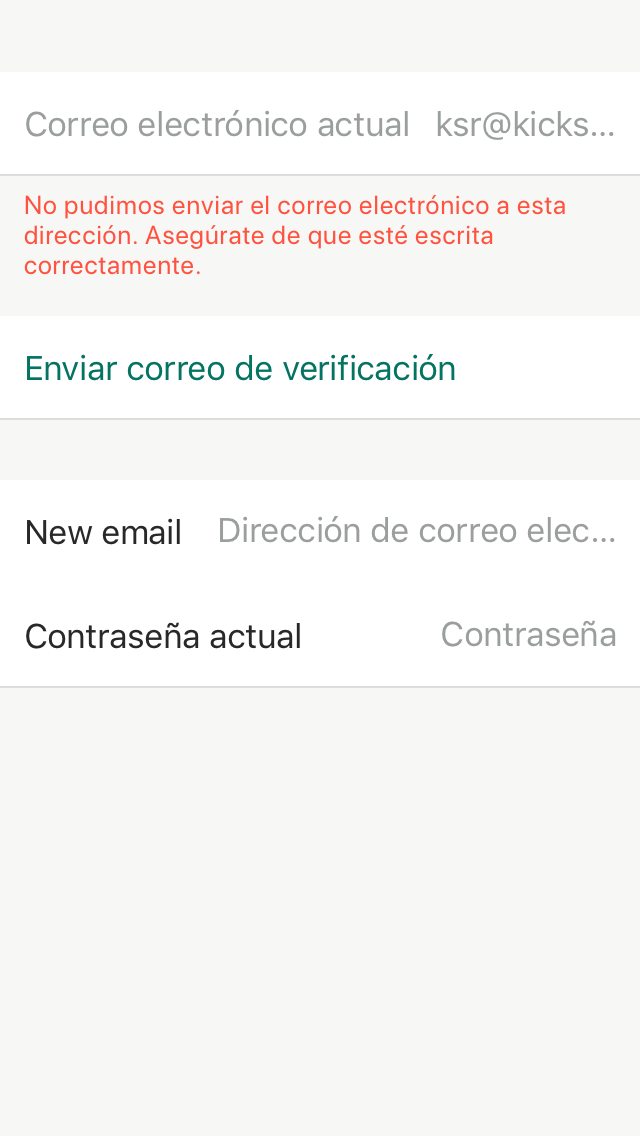 Correo electrónico actual ksr@kicks...
No pudimos enviar el correo electrónico a esta
dirección. Asegúrate de que esté escrita
correctamente.
Enviar correo de verificación
New email Dirección de correo elec...
Contraseña actual Contraseña